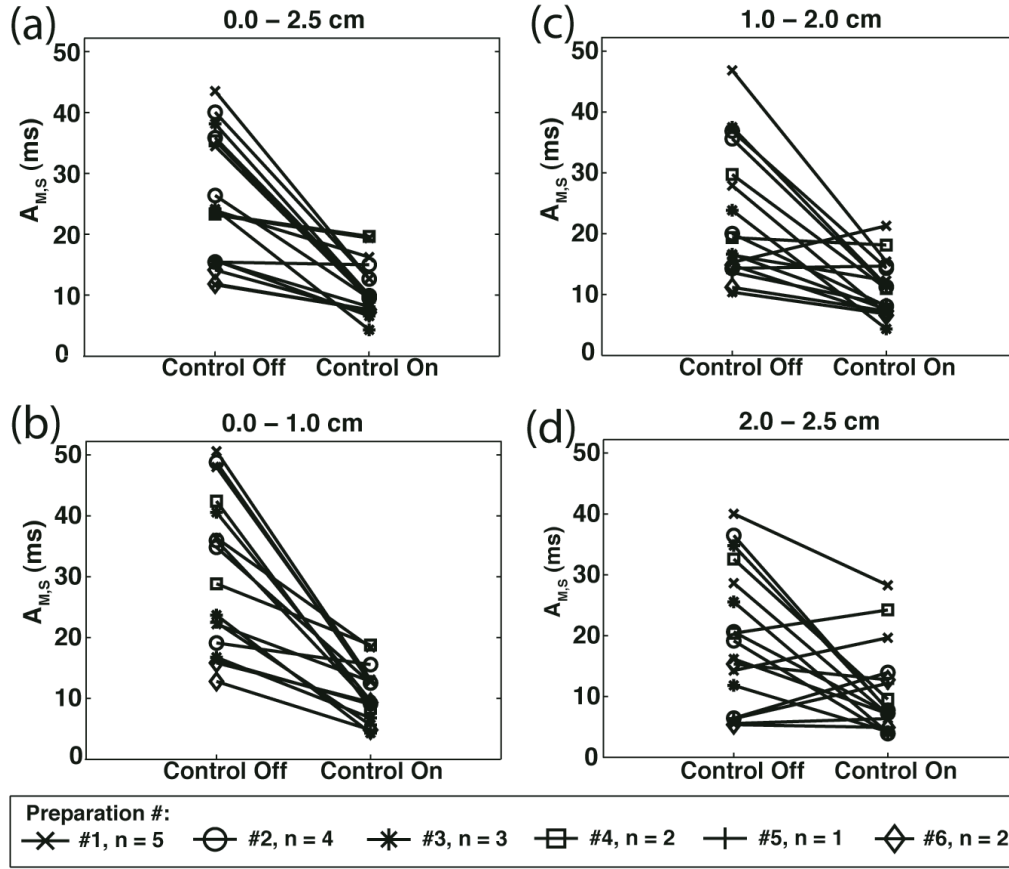 (a)
0.0 – 2.5 cm
50
40
30
20
10
0
A_M,S (ms)
Control Off Control On
(c)
1.0 – 2.0 cm
50
40
30
20
10
0
A_M,S (ms)
Control Off Control On
(b)
0.0 – 1.0 cm
50
40
30
20
10
0
A_M,S (ms)
Control Off Control On
(d)
2.0 – 2.5 cm
50
40
30
20
10
0
A_M,S (ms)
Control Off Control On
Preparation #:
#1, n = 5 #2, n = 4 #3, n = 3 #4, n = 2 #5, n = 1 #6, n = 2